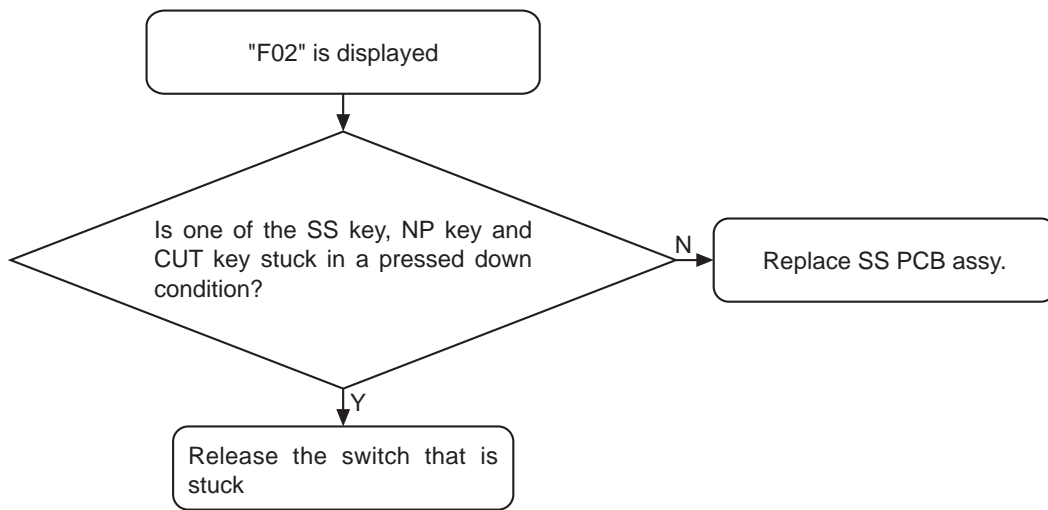 "F02" is displayed
Is one of the SS key, NP key and
CUT key stuck in a pressed down
condition?
N
Replace SS PCB assy.
Y
Release the switch that is
stuck